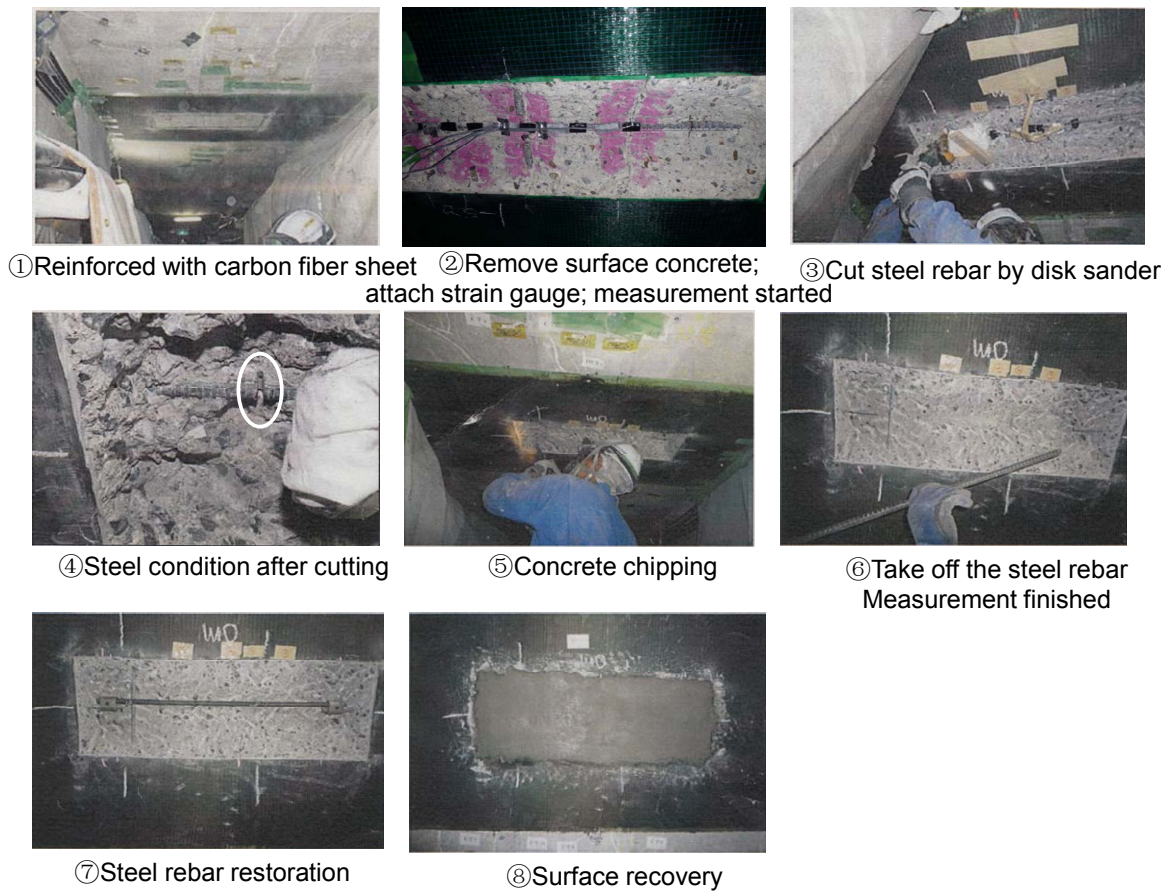 ①Reinforced with carbon fiber sheet
②Remove surface concrete;
attach strain gauge; measurement started
③Cut steel rebar by disk sander
④Steel condition after cutting
⑤Concrete chipping
⑥Take off the steel rebar
Measurement finished
⑦Steel rebar restoration
⑧Surface recovery